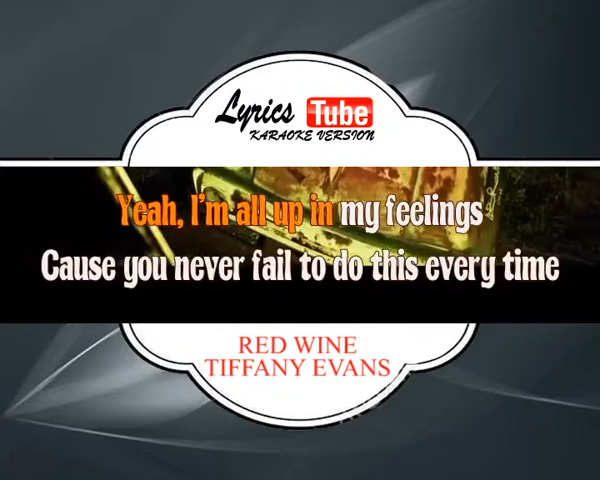 Lyrics Tube
KARAOKE VERSION
Yeah, I'm all up in my feelings
Cause you never fail to do this every time
RED WINE
TIFFANY EVANS